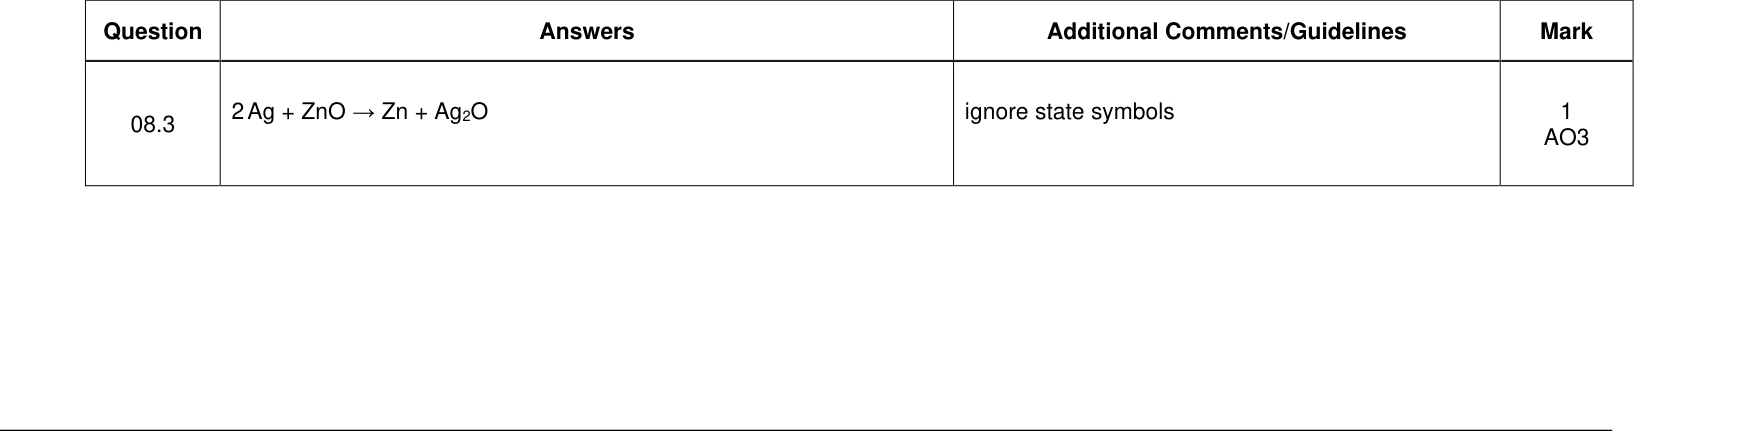 Question Answers Additional Comments/Guidelines Mark
08.3 2 Ag + ZnO → Zn + Ag₂O ignore state symbols 1
AO3